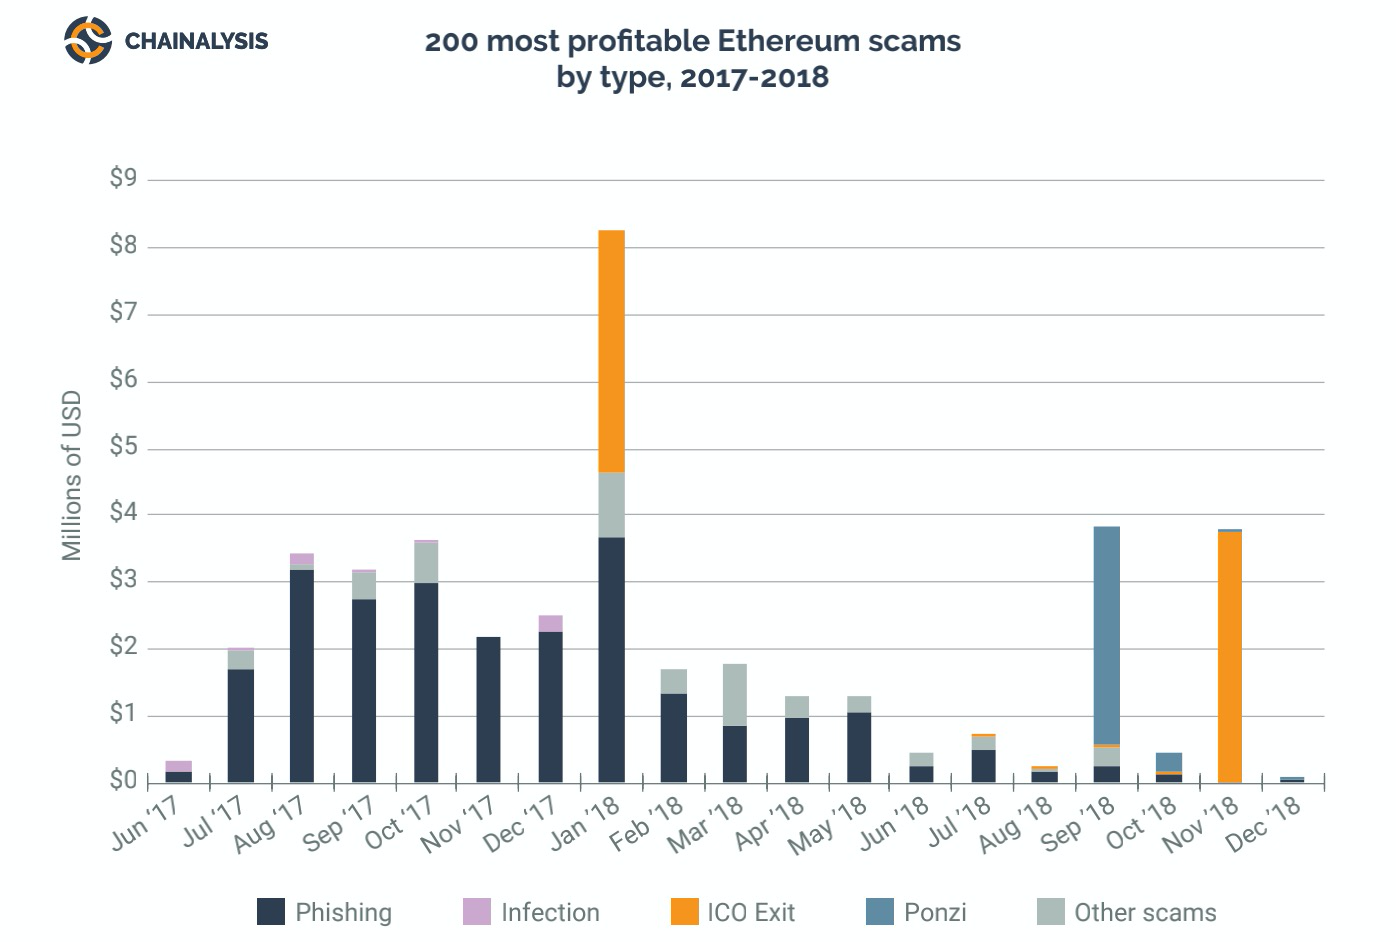 CHAINALYSIS
200 most profitable Ethereum scams
by type, 2017-2018
Millions of USD
$9
$8
$7
$6
$5
$4
$3
$2
$1
$0
Jun '17
Jul '17
Aug '17
Sep '17
Oct '17
Nov '17
Dec '17
Jan '18
Feb '18
Mar '18
Apr '18
May '18
Jun '18
Jul '18
Aug '18
Sep '18
Oct '18
Nov '18
Dec '18
Phishing
Infection
ICO Exit
Ponzi
Other scams